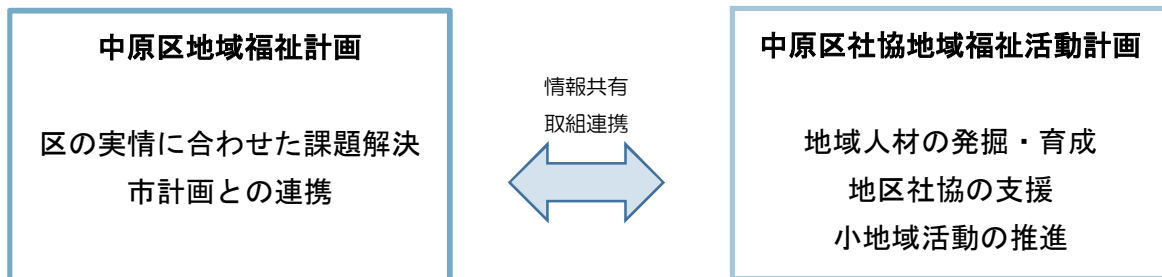 中原区地域福祉計画
区の実情に合わせた課題解決
市計画との連携
情報共有
取組連携
中原区社協地域福祉活動計画
地域人材の発掘・育成
地区社協の支援
小地域活動の推進